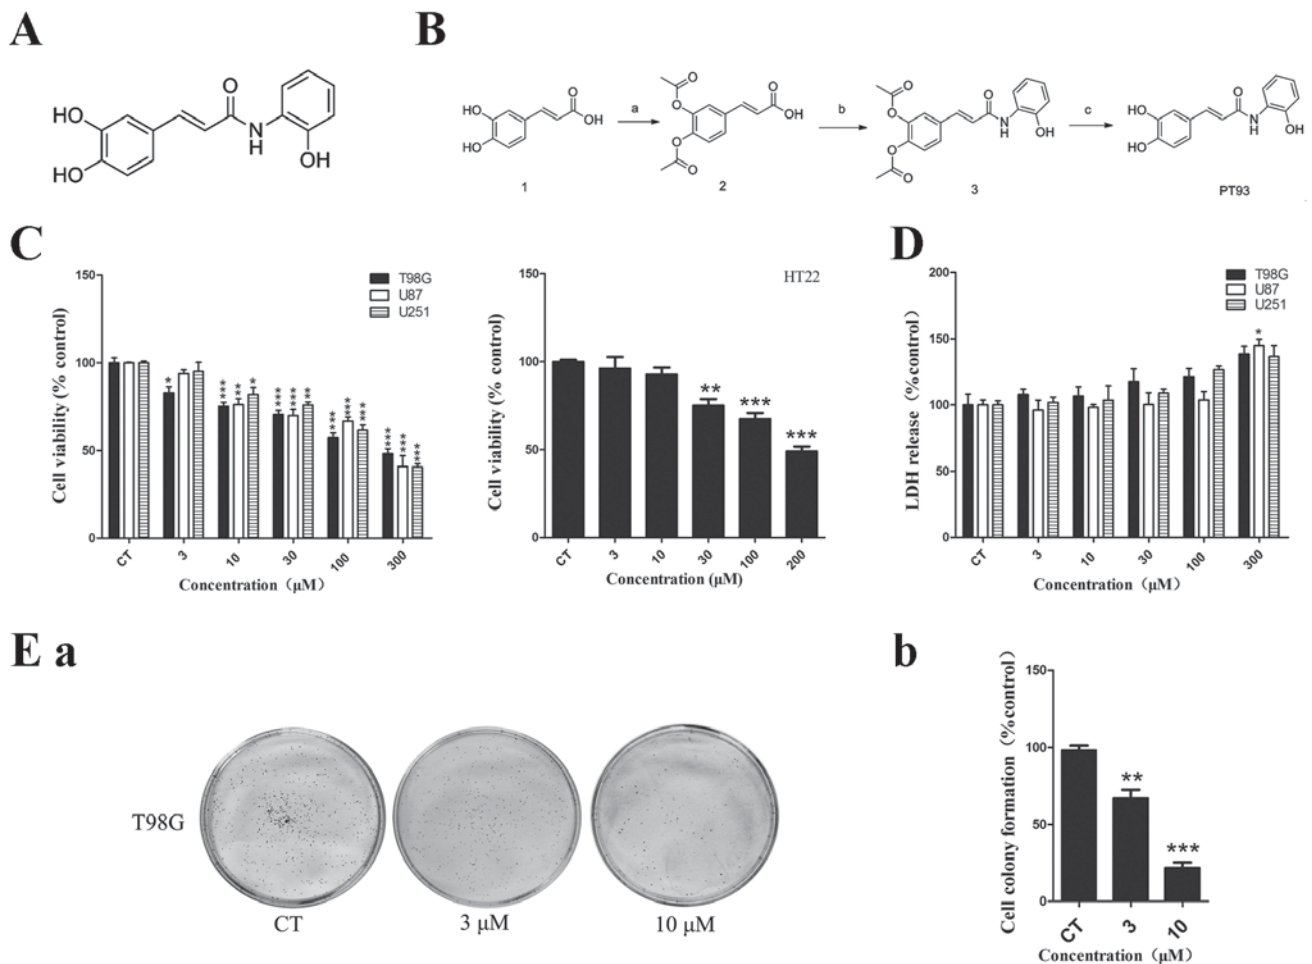 A
B
O
HO
HO
N
H
OH
HO
HO
O
OH
1
a
O
O
O
OH
O
O
2
b
O
O
O
N
H
OH
O
O
3
c
HO
HO
O
N
H
OH
PT93
C
Cell viability (% control)
150
100
50
0
T98G
U87
U251
*
***
**
*
***
***
**
***
***
***
***
***
***
CT
3
10
30
100
300
Concentration (μM)
HT22
Cell viability (% control)
150
100
50
0
**
***
***
CT
3
10
30
100
200
Concentration (μM)
D
LDH release (%control)
200
150
100
50
0
T98G
U87
U251
*
CT
3
10
30
100
300
Concentration (μM)
E a
T98G
CT
3 μM
10 μM
b
Cell colony formation (%control)
150
100
50
0
**
***
CT
3
10
Concentration (μM)